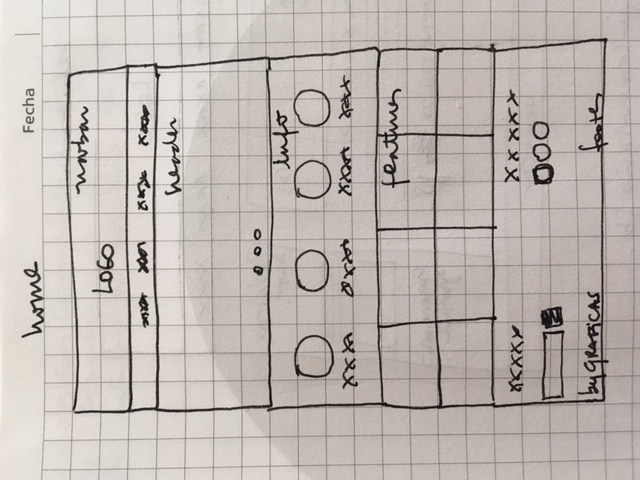 home
Fecha
navbar
LOGO
xxxx xxx xxxx xxxx
header
Info
xxxx xxxx xxxx xxxx
features
xxxxx xxxxx
by GRAFICAS
footer